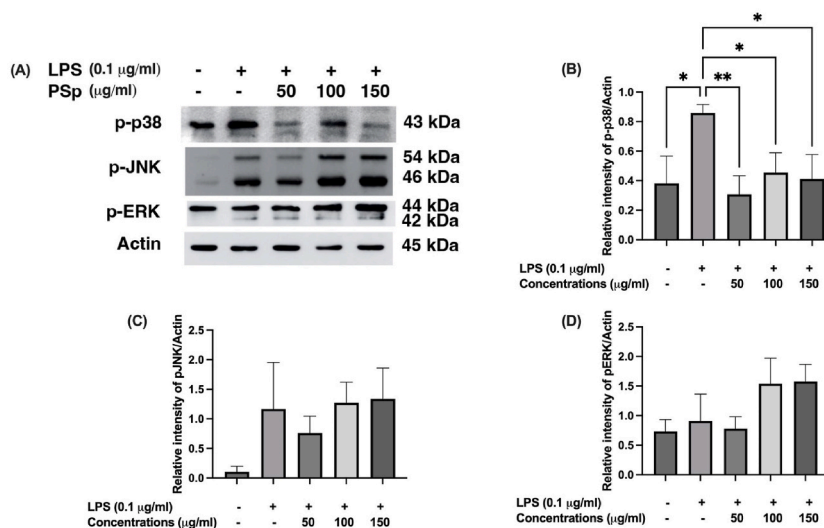 (A)
LPS (0.1 μg/ml) - + + + +
PSp (μg/ml) - - 50 100 150
p-p38 43 kDa
p-JNK 54 kDa
46 kDa
p-ERK 44 kDa
42 kDa
Actin 45 kDa
(B)
* ** * *
Relative intensity of p-p38/Actin
1.0
0.8
0.6
0.4
0.2
0.0
LPS (0.1 μg/ml) - + + + +
Concentrations (μg/ml) - - 50 100 150
(C)
Relative intensity of pJNK/Actin
2.5
2.0
1.5
1.0
0.5
0.0
LPS (0.1 μg/ml) - + + + +
Concentrations (μg/ml) - - 50 100 150
(D)
Relative intensity of pERK/Actin
2.5
2.0
1.5
1.0
0.5
0.0
LPS (0.1 μg/ml) - + + + +
Concentrations (μg/ml) - - 50 100 150